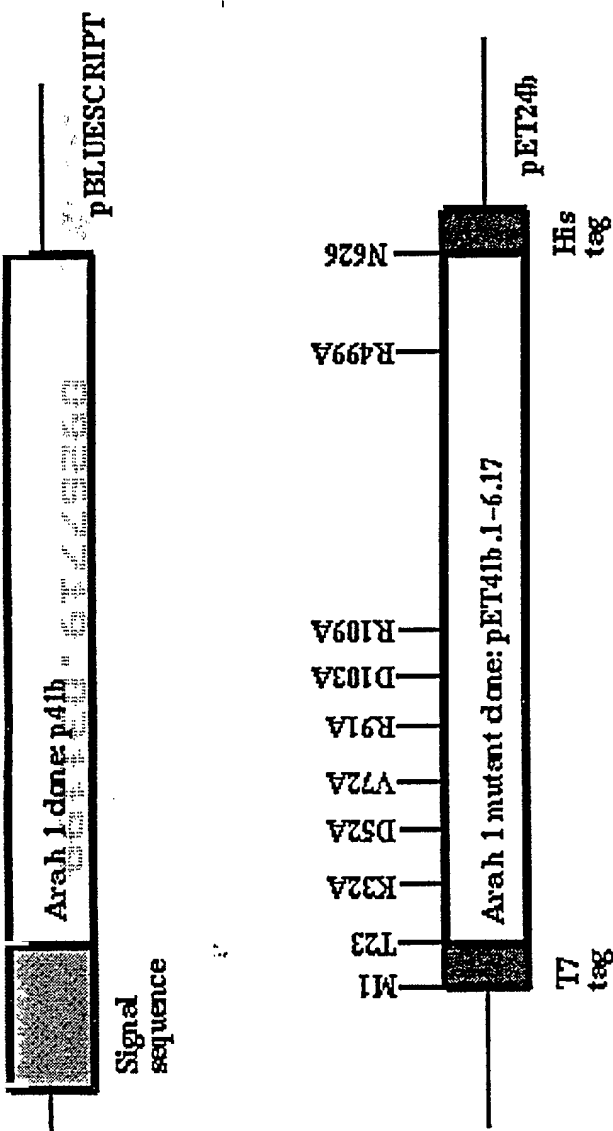 pBLUESCRIPT
Arah 1 clone: p41b
Signal
sequence
M1
T23
K32A
D52A
V72A
R91A
D103A
R109A
R499A
N626
Arah 1 mutant clone: pET41b.1-6.17
pET24b
T7
tag
His
tag